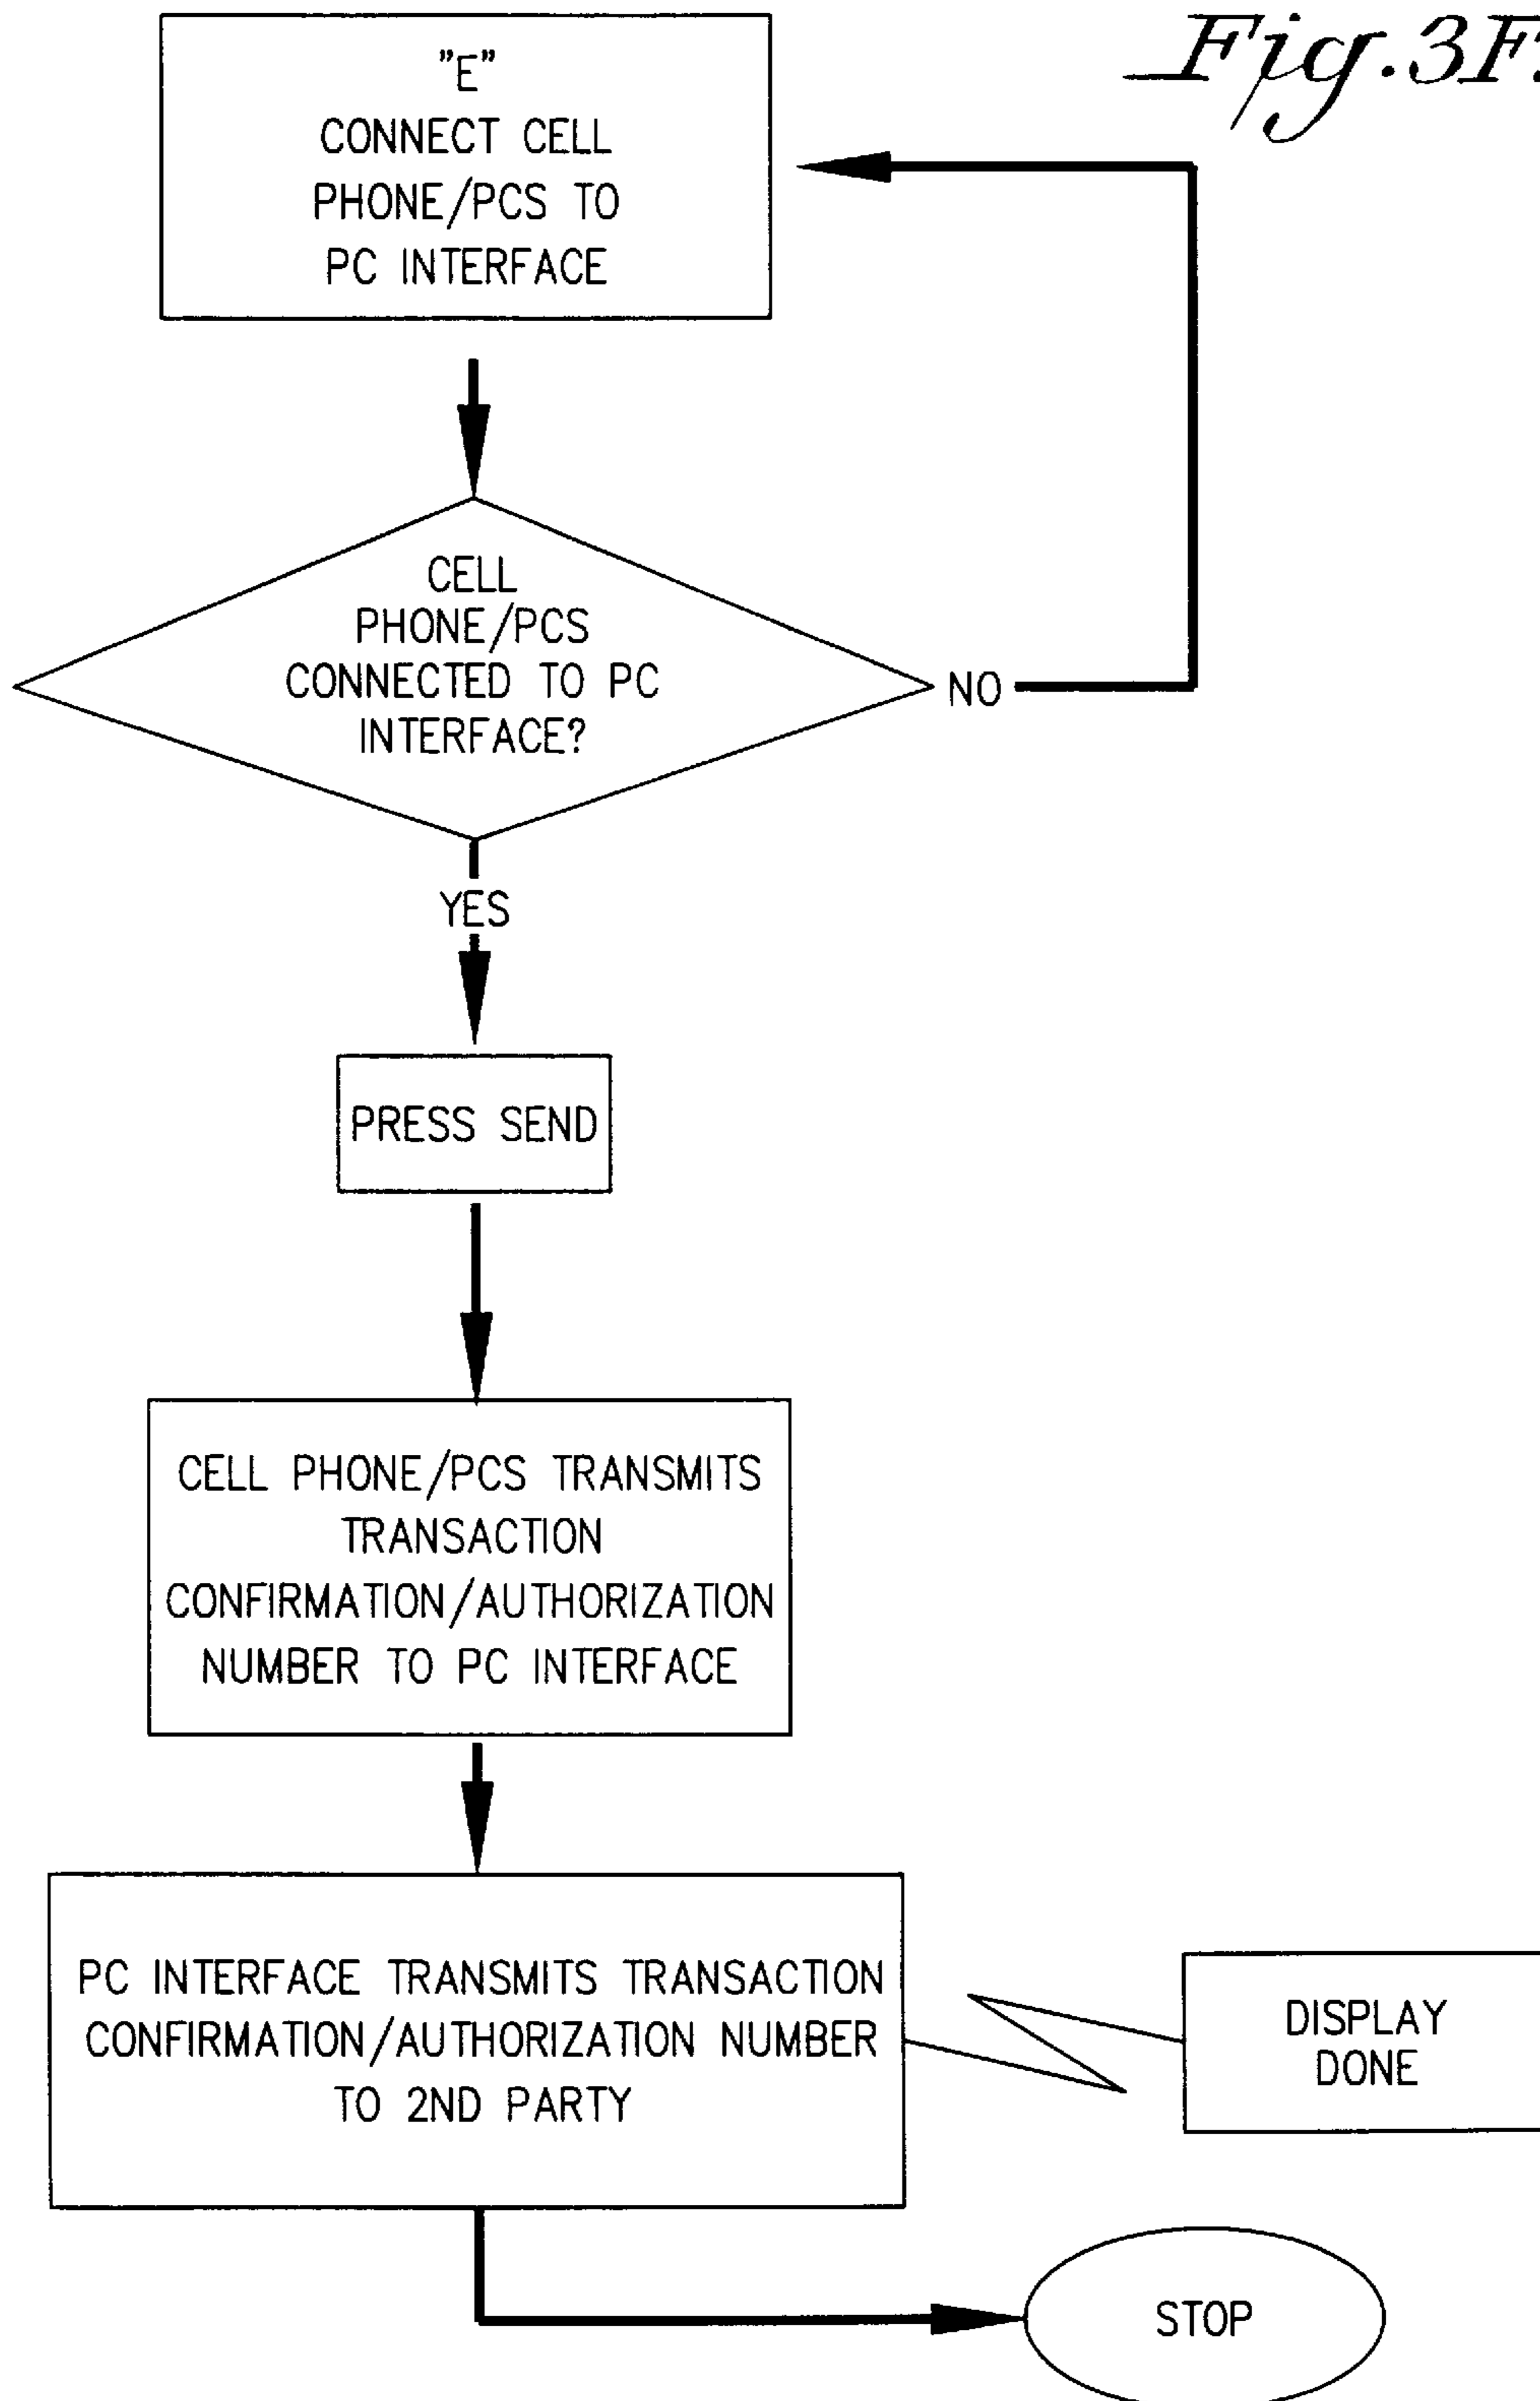 Fig.3F.
"E"
CONNECT CELL
PHONE/PCS TO
PC INTERFACE
CELL
PHONE/PCS
CONNECTED TO PC
INTERFACE?
NO
YES
PRESS SEND
CELL PHONE/PCS TRANSMITS
TRANSACTION
CONFIRMATION/AUTHORIZATION
NUMBER TO PC INTERFACE
PC INTERFACE TRANSMITS TRANSACTION
CONFIRMATION/AUTHORIZATION NUMBER
TO 2ND PARTY
DISPLAY
DONE
STOP